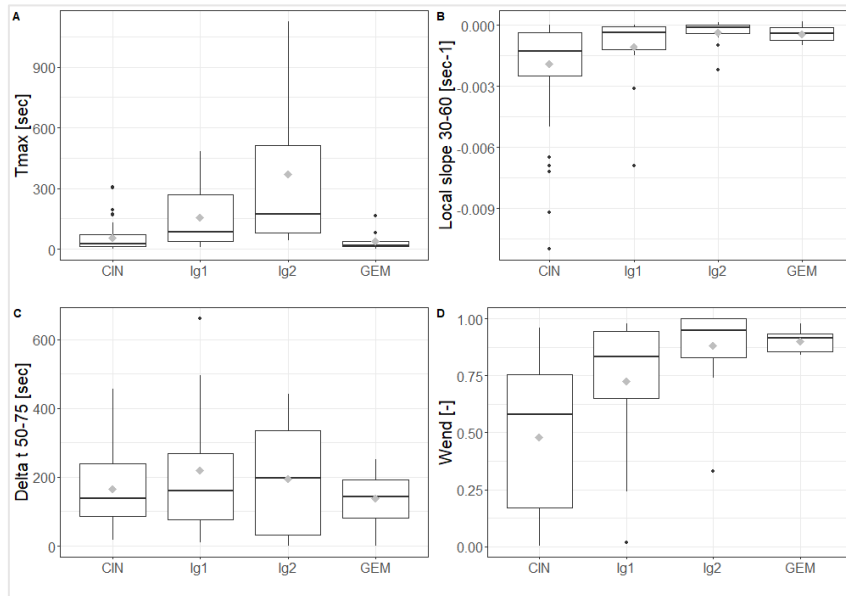 A
Tmax [sec]
900
600
300
0
CIN Ig1 Ig2 GEM
B
Local slope 30-60 [sec-1]
0.000
-0.003
-0.006
-0.009
CIN Ig1 Ig2 GEM
C
Delta t 50-75 [sec]
600
400
200
0
CIN Ig1 Ig2 GEM
D
Wend [-]
1.00
0.75
0.50
0.25
0.00
CIN Ig1 Ig2 GEM